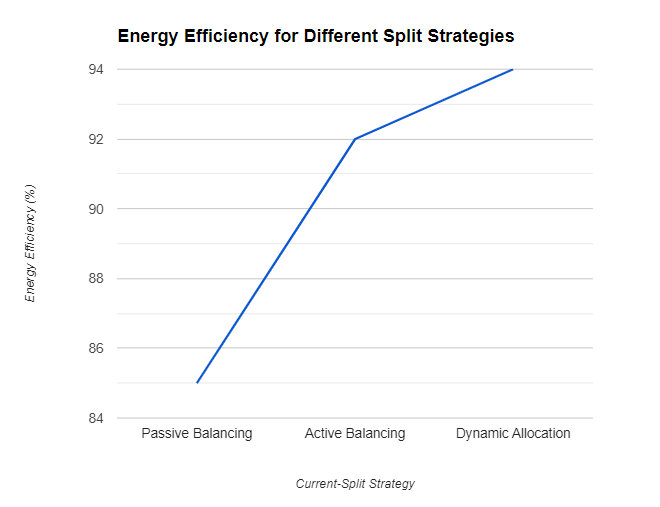 Energy Efficiency for Different Split Strategies
94
92
90
88
86
84
Energy Efficiency (%)
Passive Balancing
Active Balancing
Dynamic Allocation
Current-Split Strategy